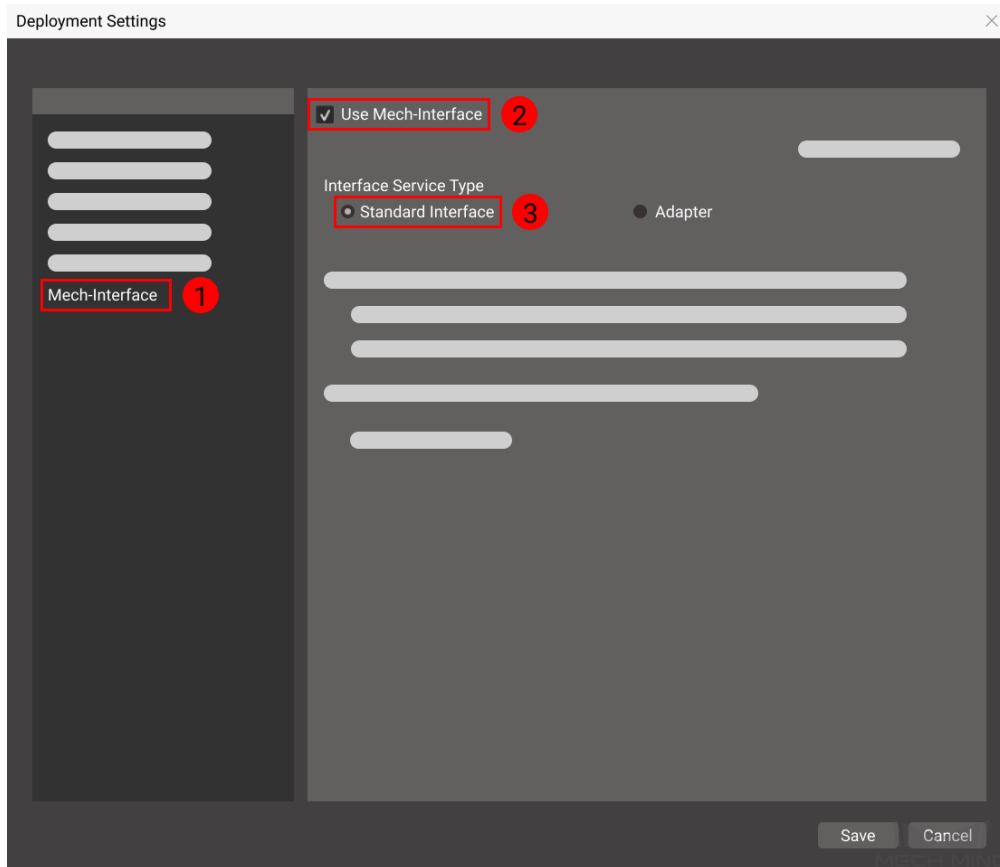 Deployment Settings
Use Mech-Interface 2
Interface Service Type
Standard Interface 3 Adapter
Mech-Interface 1
Save Cancel